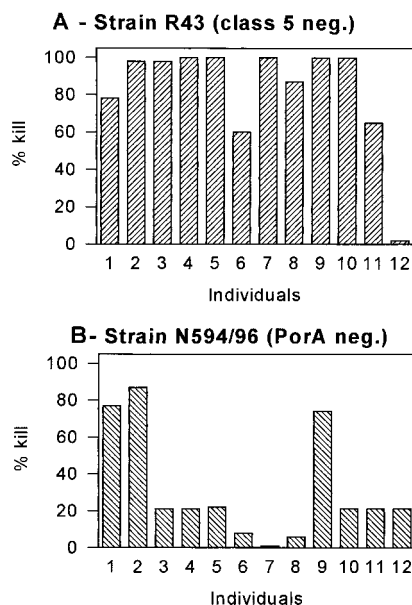 A - Strain R43 (class 5 neg.)
100
80
60
40
20
0
% kill
1 2 3 4 5 6 7 8 9 10 11 12
Individuals
B- Strain N594/96 (PorA neg.)
80
60
40
20
0
% kill
1 2 3 4 5 6 7 8 9 10 11 12
Individuals